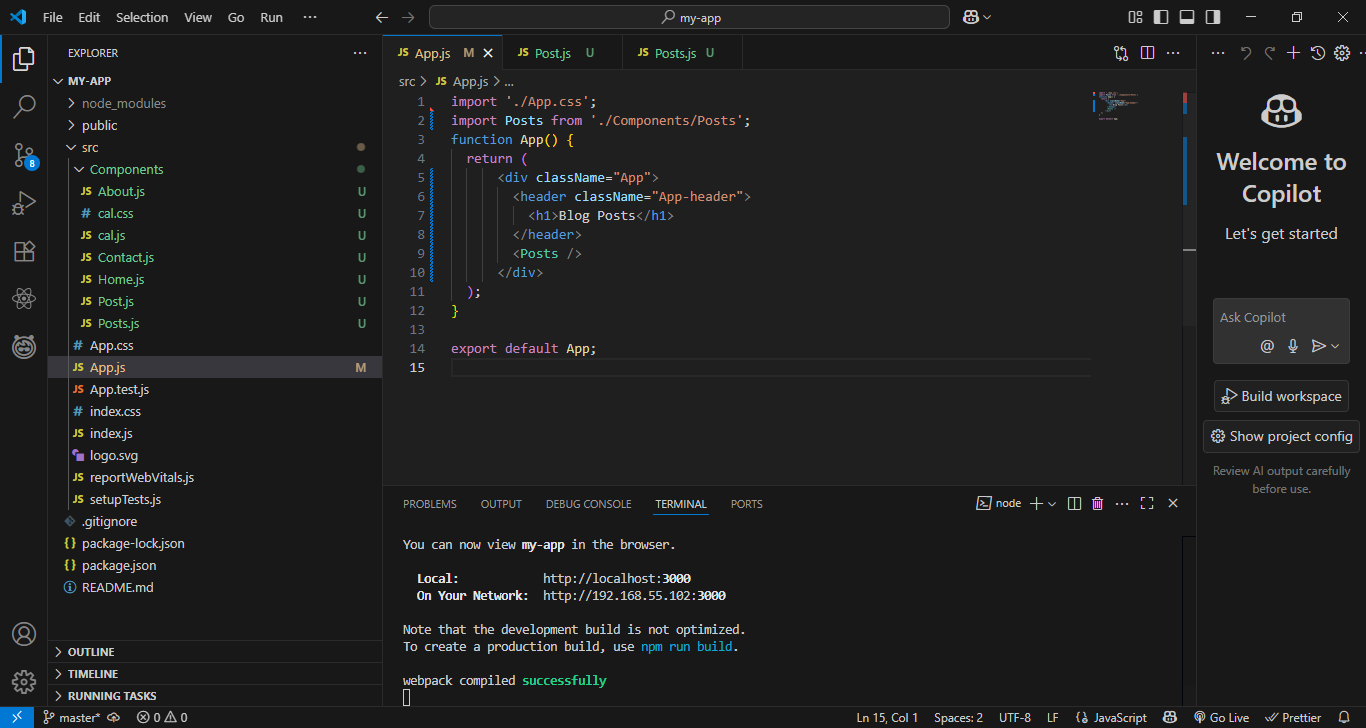 File Edit Selection View Go Run ···
my-app
EXPLORER
MY-APP
node_modules
public
src
Components
JS About.js U
# cal.css U
JS cal.js U
JS Contact.js U
JS Home.js U
JS Post.js U
JS Posts.js U
# App.css
JS App.js M
JS App.test.js
# index.css
JS index.js
logo.svg
JS reportWebVitals.js
JS setupTests.js
.gitignore
{} package-lock.json
{} package.json
README.md
OUTLINE
TIMELINE
RUNNING TASKS
8
JS App.js M
JS Post.js U
JS Posts.js U
src > JS App.js > ...
1 import './App.css';
2 import Posts from './Components/Posts';
3 function App() {
4 return (
5 <div className="App">
6 <header className="App-header">
7 <h1>Blog Posts</h1>
8 </header>
9 <Posts />
10 </div>
11 );
12 }
13
14 export default App;
15
PROBLEMS OUTPUT DEBUG CONSOLE TERMINAL PORTS
node
You can now view my-app in the browser.
Local: http://localhost:3000
On Your Network: http://192.168.55.102:3000
Note that the development build is not optimized.
To create a production build, use npm run build.
webpack compiled successfully
Welcome to
Copilot
Let's get started
Ask Copilot
@
Build workspace
Show project config
Review AI output carefully
before use.
master* 0 0
Ln 15, Col 1 Spaces: 2 UTF-8 LF {} JavaScript Go Live Prettier